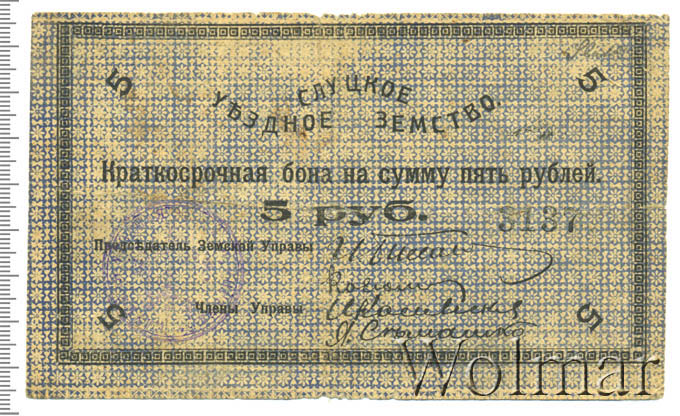 5 5
СЛУЦКОЕ
УѢЗДНОЕ ЗЕМСТВО.
Краткосрочная бона на сумму пять рублей.
5 руб. 3137
Предсѣдатель Земской Управы
Члены Управы
5 5
Wolmar